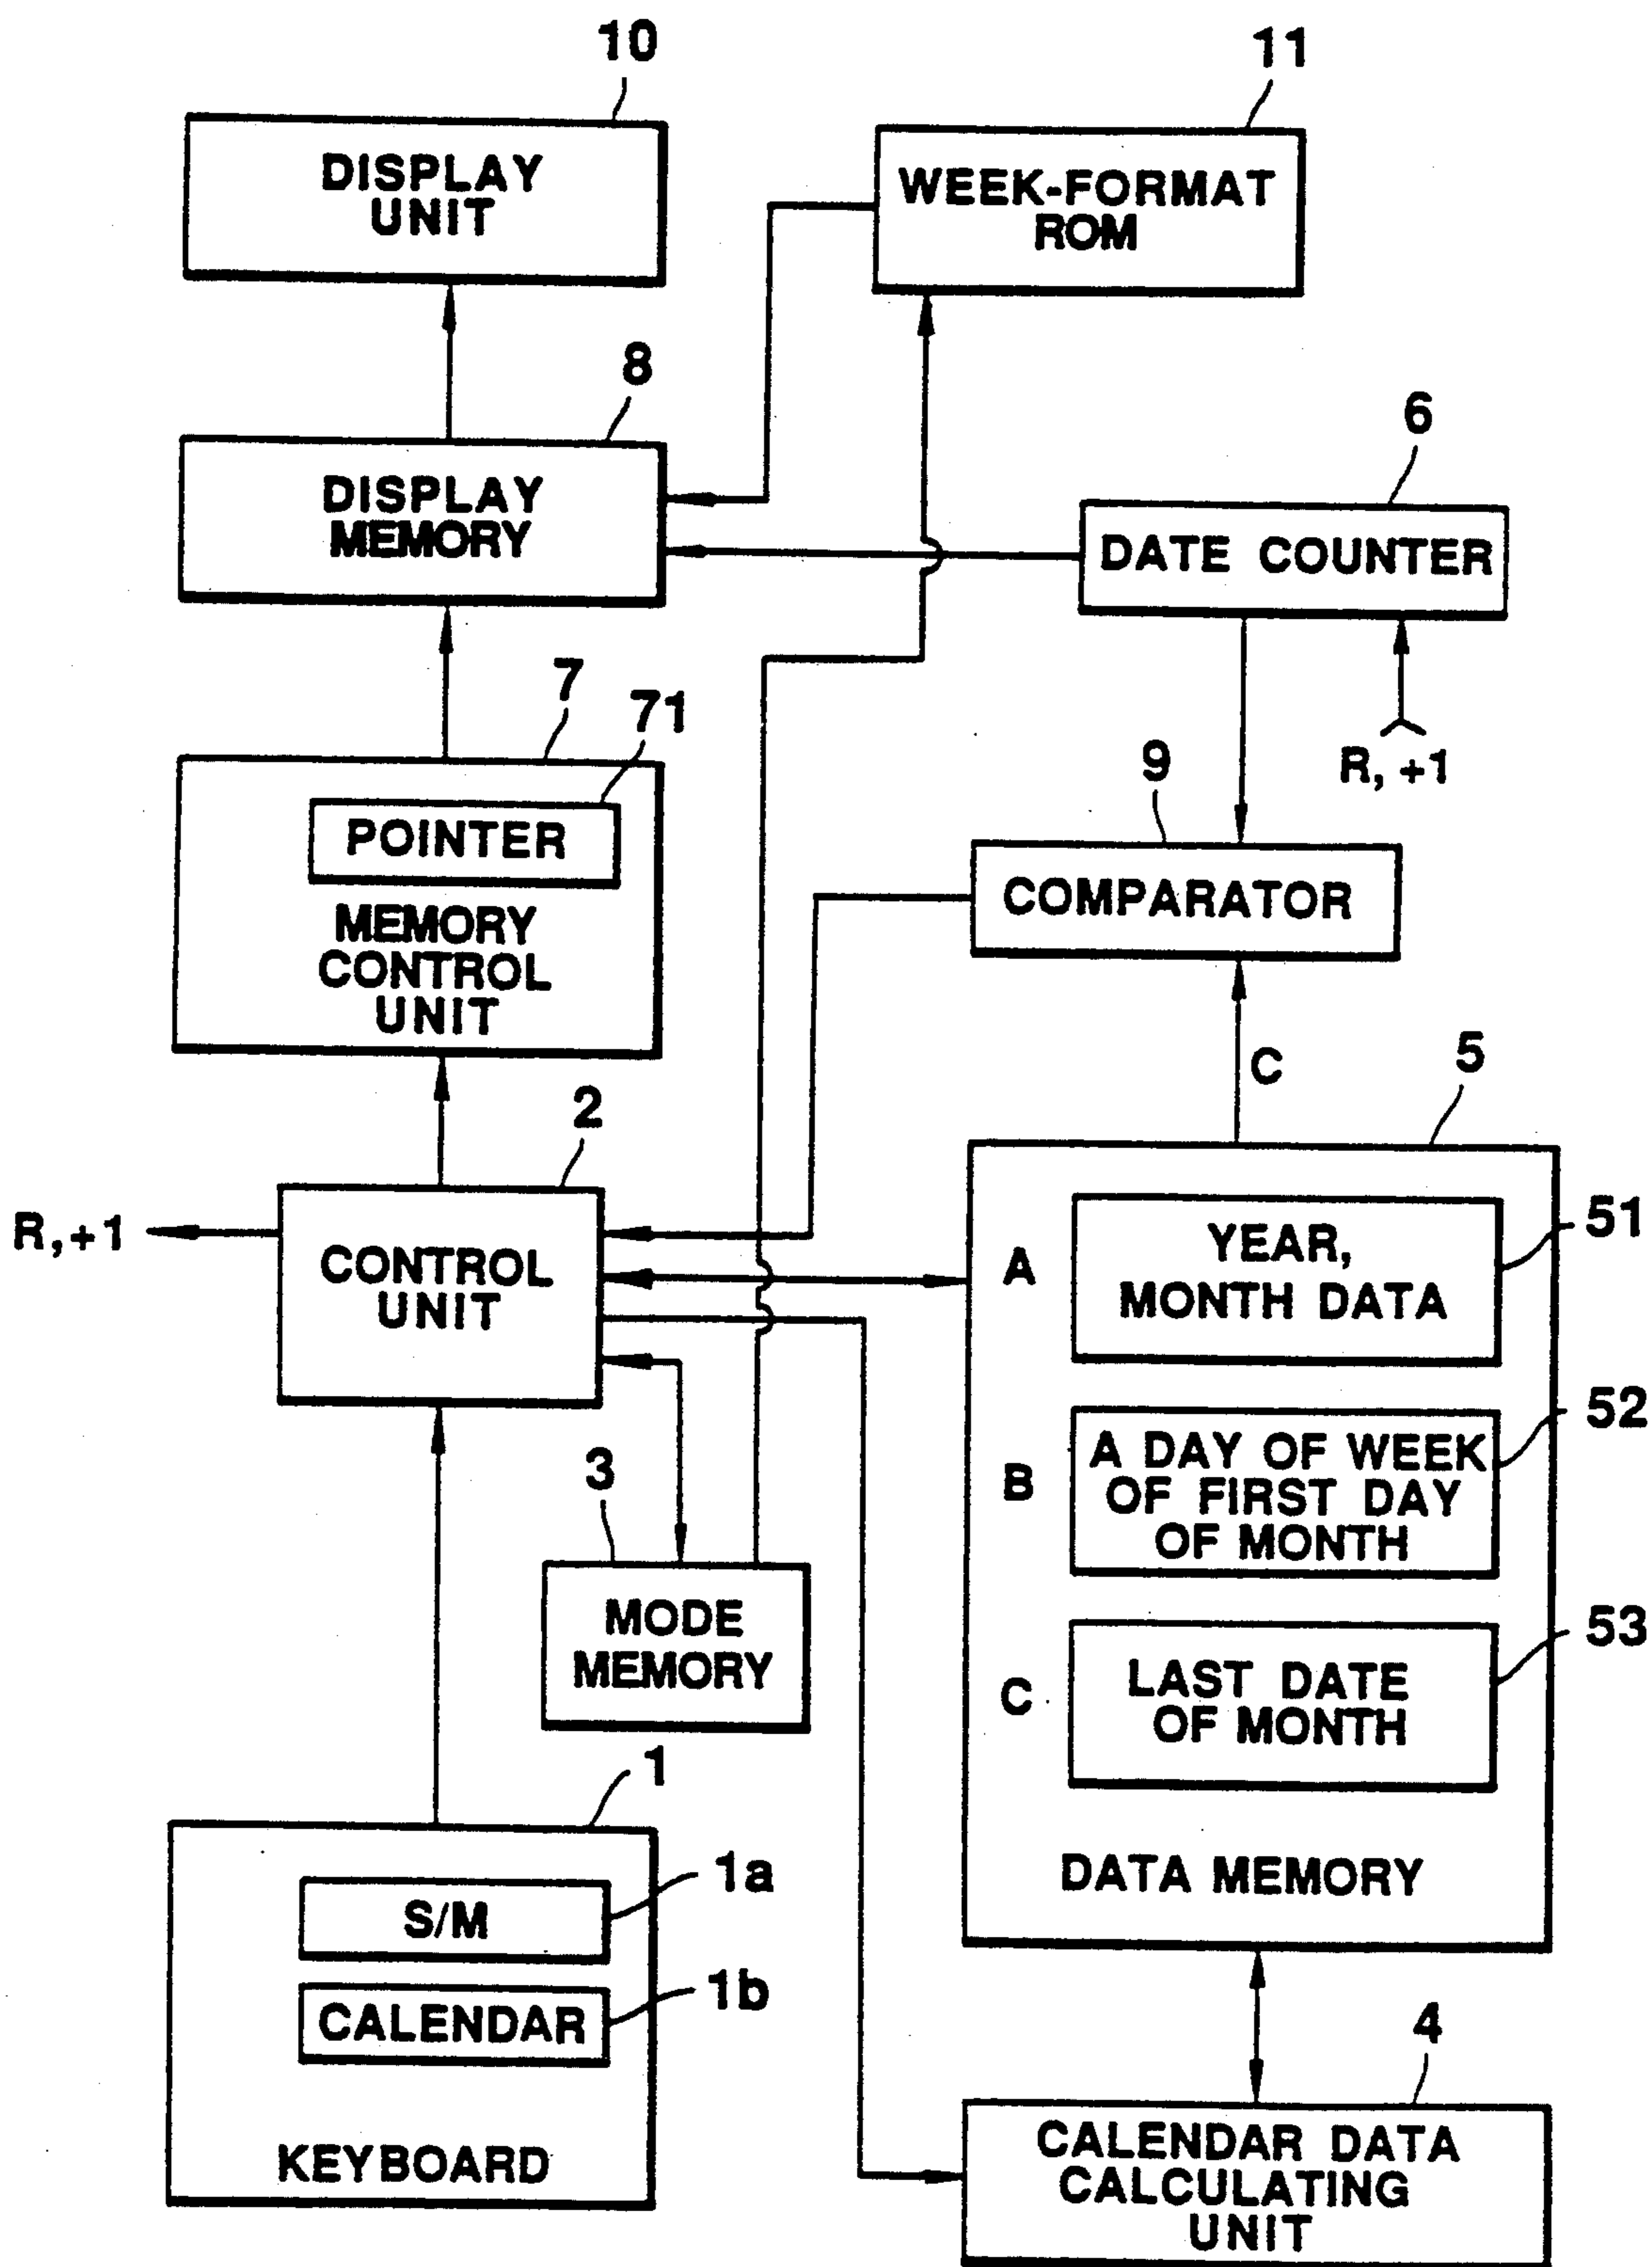 10
DISPLAY
UNIT
11
WEEK-FORMAT
ROM
8
DISPLAY
MEMORY
6
DATE COUNTER
R, +1
7
71
POINTER
MEMORY
CONTROL
UNIT
9
COMPARATOR
C
2
R,+1
CONTROL
UNIT
5
A
YEAR,
MONTH DATA
51
B
A DAY OF WEEK
OF FIRST DAY
OF MONTH
52
C
LAST DATE
OF MONTH
53
DATA MEMORY
3
MODE
MEMORY
1
S/M
1a
CALENDAR
1b
KEYBOARD
4
CALENDAR DATA
CALCULATING
UNIT